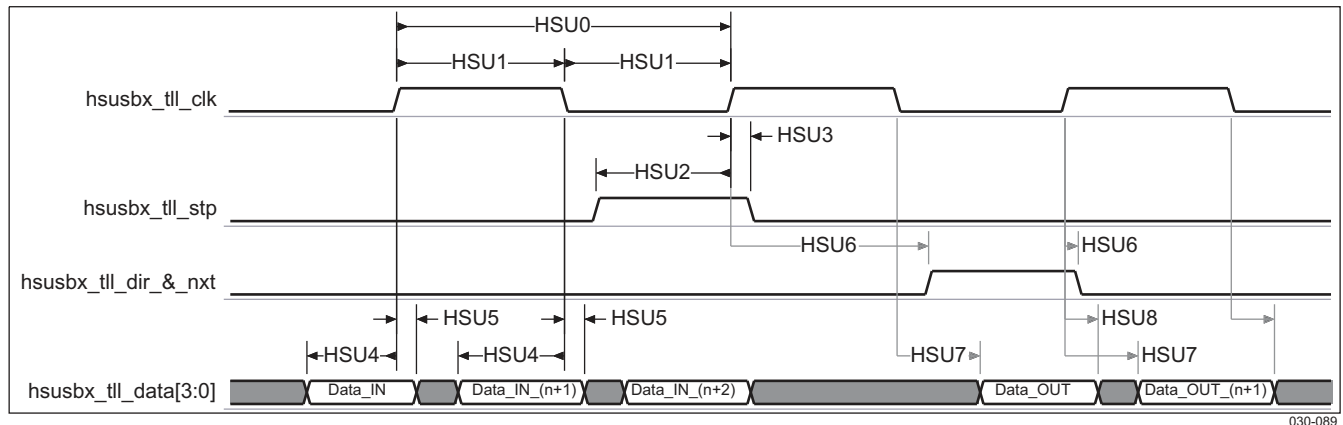 HSU0
HSU1 HSU1
hsusbx_tll_clk
HSU3
HSU2
hsusbx_tll_stp
HSU6 HSU6
hsusbx_tll_dir_&_nxt
HSU5 HSU5 HSU8
HSU4 HSU4 HSU7 HSU7
hsusbx_tll_data[3:0] Data_IN Data_IN_(n+1) Data_IN_(n+2) Data_OUT Data_OUT_(n+1)
030-089